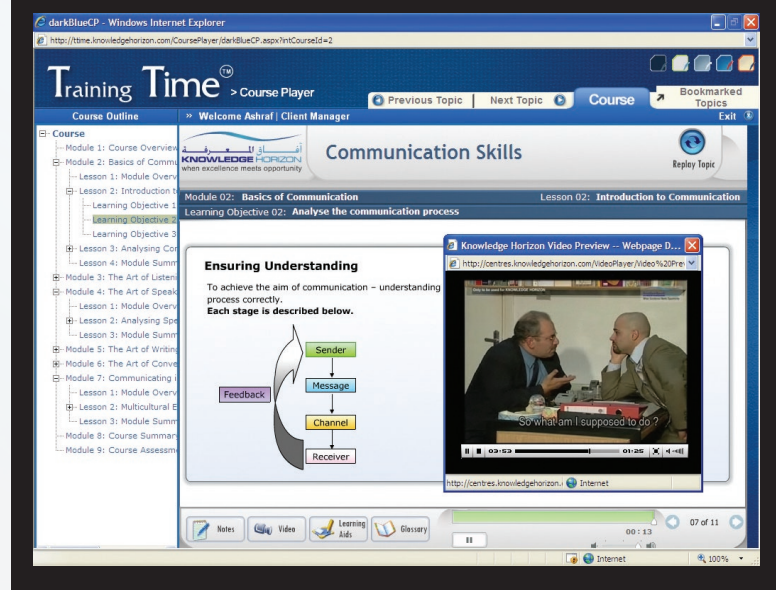 darkBlueCP - Windows Internet Explorer
http://ttime.knowledgehorizon.com/CoursePlayer/darkBlueCP.aspx?intCourseId=2
Training Time™ > Course Player
Previous Topic | Next Topic
Course
Bookmarked Topics
Course Outline
» Welcome Ashraf | Client Manager
Exit
Course
Module 1: Course Overview
Module 2: Basics of Commu
Lesson 1: Module Overv
Lesson 2: Introduction t
Learning Objective 1
Learning Objective 2
Learning Objective 3
Lesson 3: Analysing Con
Lesson 4: Module Summ
Module 3: The Art of Listeni
Module 4: The Art of Speak
Lesson 1: Module Overv
Lesson 2: Analysing Spe
Lesson 3: Module Summ
Module 5: The Art of Writing
Module 6: The Art of Conve
Module 7: Communicating i
Lesson 1: Module Overv
Lesson 2: Multicultural E
Lesson 3: Module Summ
Module 8: Course Summar
Module 9: Course Assessm
آفــاق المـعـرفـة
KNOWLEDGE HORIZON
when excellence meets opportunity
Communication Skills
Replay Topic
Module 02: Basics of Communication
Lesson 02: Introduction to Communication
Learning Objective 02: Analyse the communication process
Ensuring Understanding
To achieve the aim of communication – understanding
process correctly.
Each stage is described below.
Sender
Message
Channel
Receiver
Feedback
Knowledge Horizon Video Preview -- Webpage D...
http://centres.knowledgehorizon.com/VideoPlayer/Video%20Prev
So what am I supposed to do ?
03:53
01:25
http://centres.knowledgehorizon.
Internet
Notes
Video
Learning Aids
Glossary
00:13
07 of 11
Internet
100%